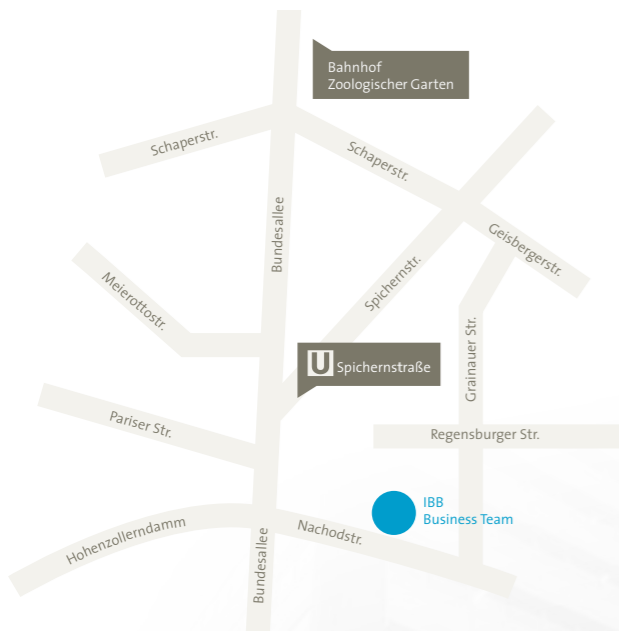 Bahnhof
Zoologischer Garten
Schaperstr.
Schaperstr.
Bundesallee
Geisbergerstr.
Spichernstr.
Meierottostr.
Grainauer Str.
U Spichernstraße
Pariser Str.
Regensburger Str.
IBB
Business Team
Hohenzollerndamm
Nachodstr.
Bundesallee